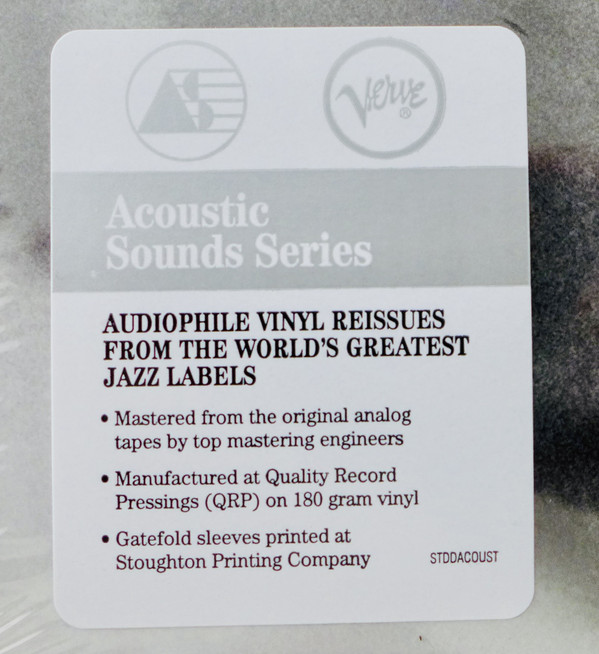 AS
Verve
®
Acoustic
Sounds Series
AUDIOPHILE VINYL REISSUES
FROM THE WORLD'S GREATEST
JAZZ LABELS
• Mastered from the original analog
tapes by top mastering engineers
• Manufactured at Quality Record
Pressings (QRP) on 180 gram vinyl
• Gatefold sleeves printed at
Stoughton Printing Company
STDDACOUST